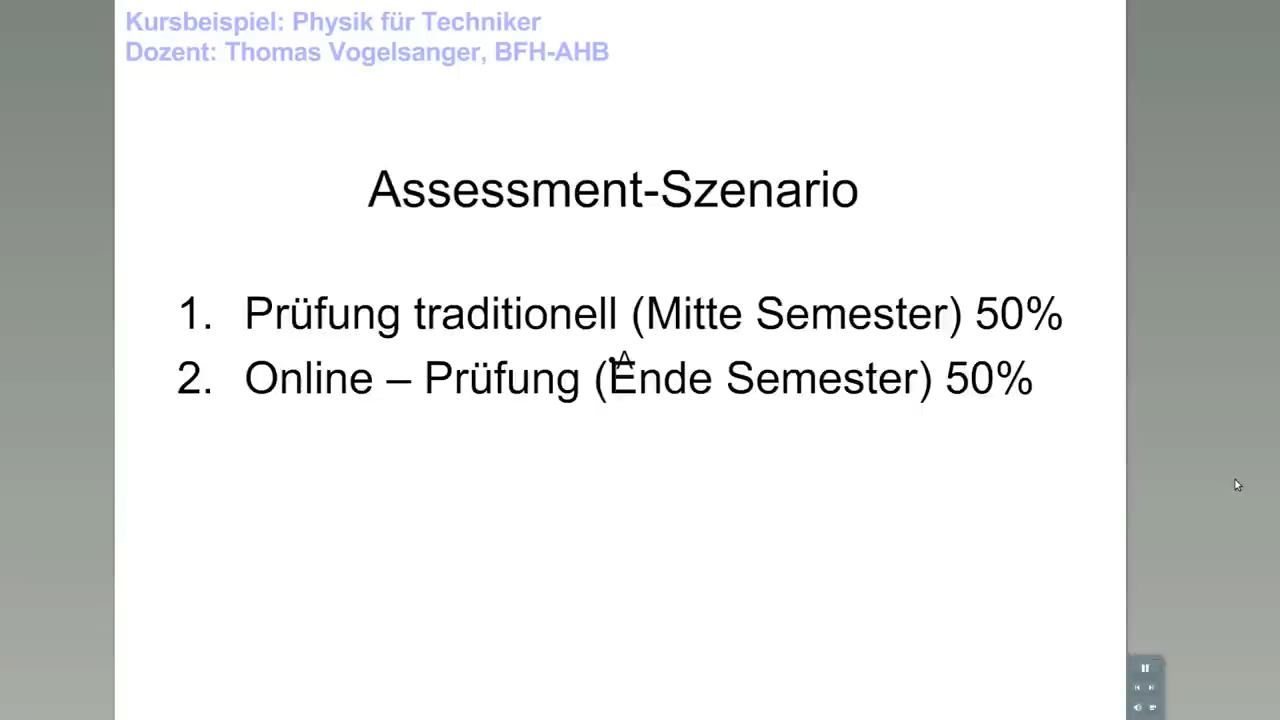 Kursbeispiel: Physik für Techniker
Dozent: Thomas Vogelsanger, BFH-AHB
Assessment-Szenario
1. Prüfung traditionell (Mitte Semester) 50%
2. Online – Prüfung (Ende Semester) 50%